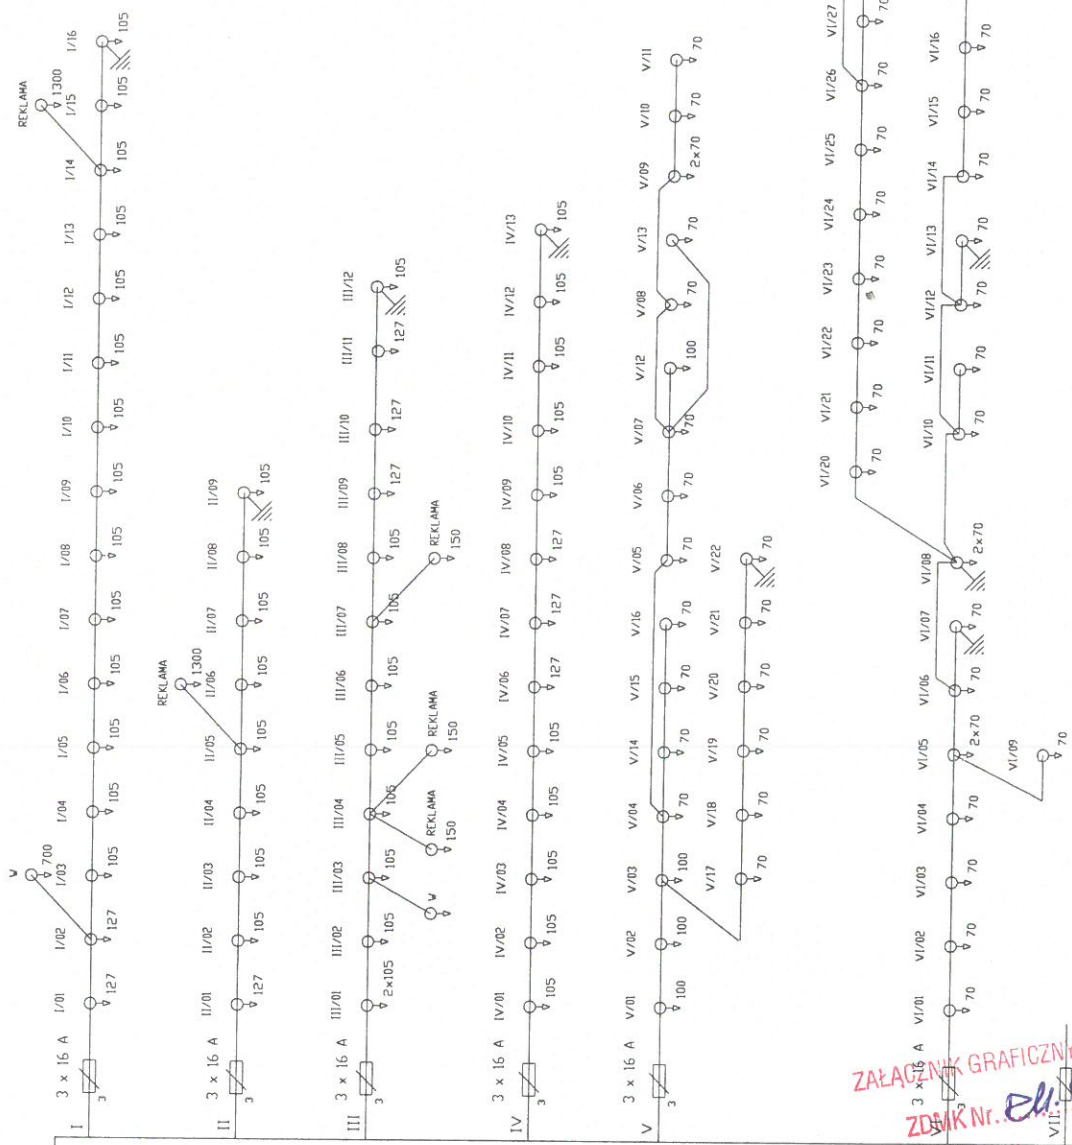 REKLAMA
W 700 1300
I/01 I/02 I/03 I/04 I/05 I/06 I/07 I/08 I/09 I/10 I/11 I/12 I/13 I/14 I/15 I/16
3 x 16 A
I
3
127 127 105 105 105 105 105 105 105 105 105 105 105 105 105 105
REKLAMA
1300
II/01 II/02 II/03 II/04 II/05 II/06 II/07 II/08 II/09
3 x 16 A
II
3
127 105 105 105 105 105 105 105 105
III/01 III/02 III/03 III/04 III/05 III/06 III/07 III/08 III/09 III/10 III/11 III/12
3 x 16 A
III
3
2x105 105 105 105 105 105 105 105 127 127 127 105
W REKLAMA REKLAMA REKLAMA
150 150 150
IV/01 IV/02 IV/03 IV/04 IV/05 IV/06 IV/07 IV/08 IV/09 IV/10 IV/11 IV/12 IV/13
3 x 16 A
IV
3
105 105 105 105 105 127 127 127 105 105 105 105 105
V/01 V/02 V/03 V/04 V/14 V/15 V/16 V/05 V/06 V/07 V/12 V/08 V/13 V/09 V/10 V/11
3 x 16 A
V
3
100 100 100 70 70 70 70 70 70 70 100 70 70 2x70 70 70
V/17 V/18 V/19 V/20 V/21 V/22
70 70 70 70 70 70
VI/20 VI/21 VI/22 VI/23 VI/24 VI/25 VI/26 VI/27
70 70 70 70 70 70 70 70
VI/01 VI/02 VI/03 VI/04 VI/05 VI/06 VI/07 VI/08 VI/10 VI/11 VI/12 VI/13 VI/14 VI/15 VI/16
3 x 16 A
3
70 70 70 70 2x70 70 70 2x70 70 70 70 70 70 70 70
VI/09
70
VII
ZAŁĄCZNIK GRAFICZN
ZDMK Nr.